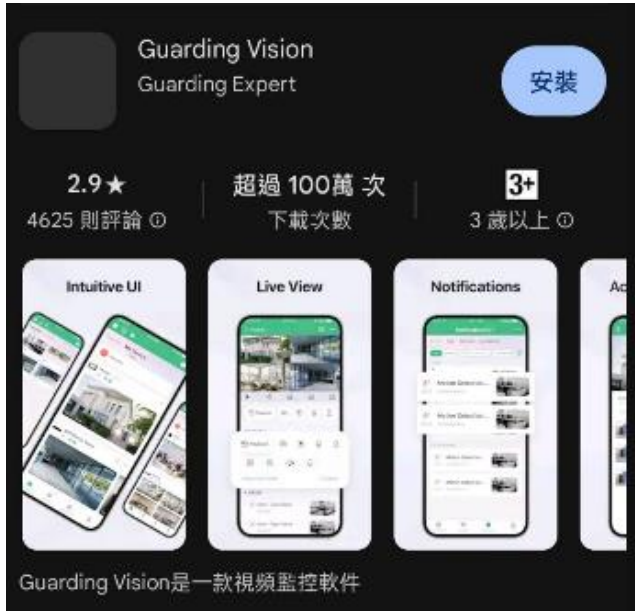 Guarding Vision
Guarding Expert
安裝
2.9★
4625 則評論
超過 100萬 次
下載次數
3+
3 歲以上
Intuitive UI
Live View
Notifications
Ac
Guarding Vision是一款視頻監控軟件